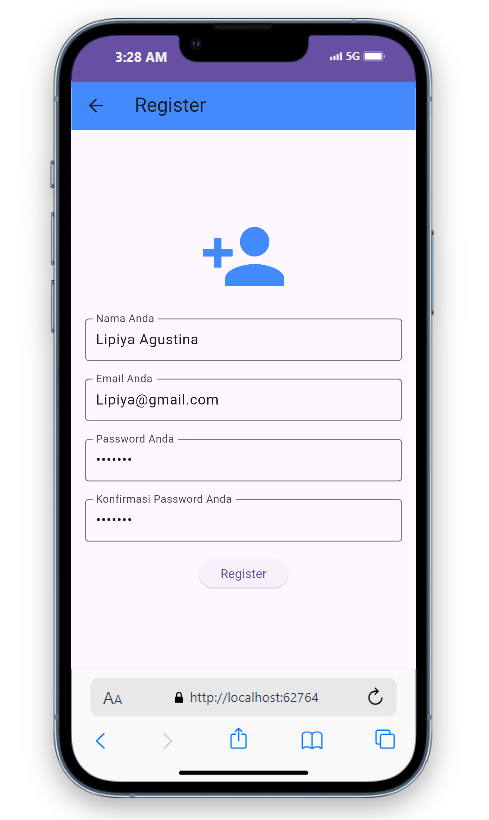 3:28 AM 5G
Register
Nama Anda
Lipiya Agustina
Email Anda
Lipiya@gmail.com
Password Anda
•••••••
Konfirmasi Password Anda
•••••••
Register
AA http://localhost:62764